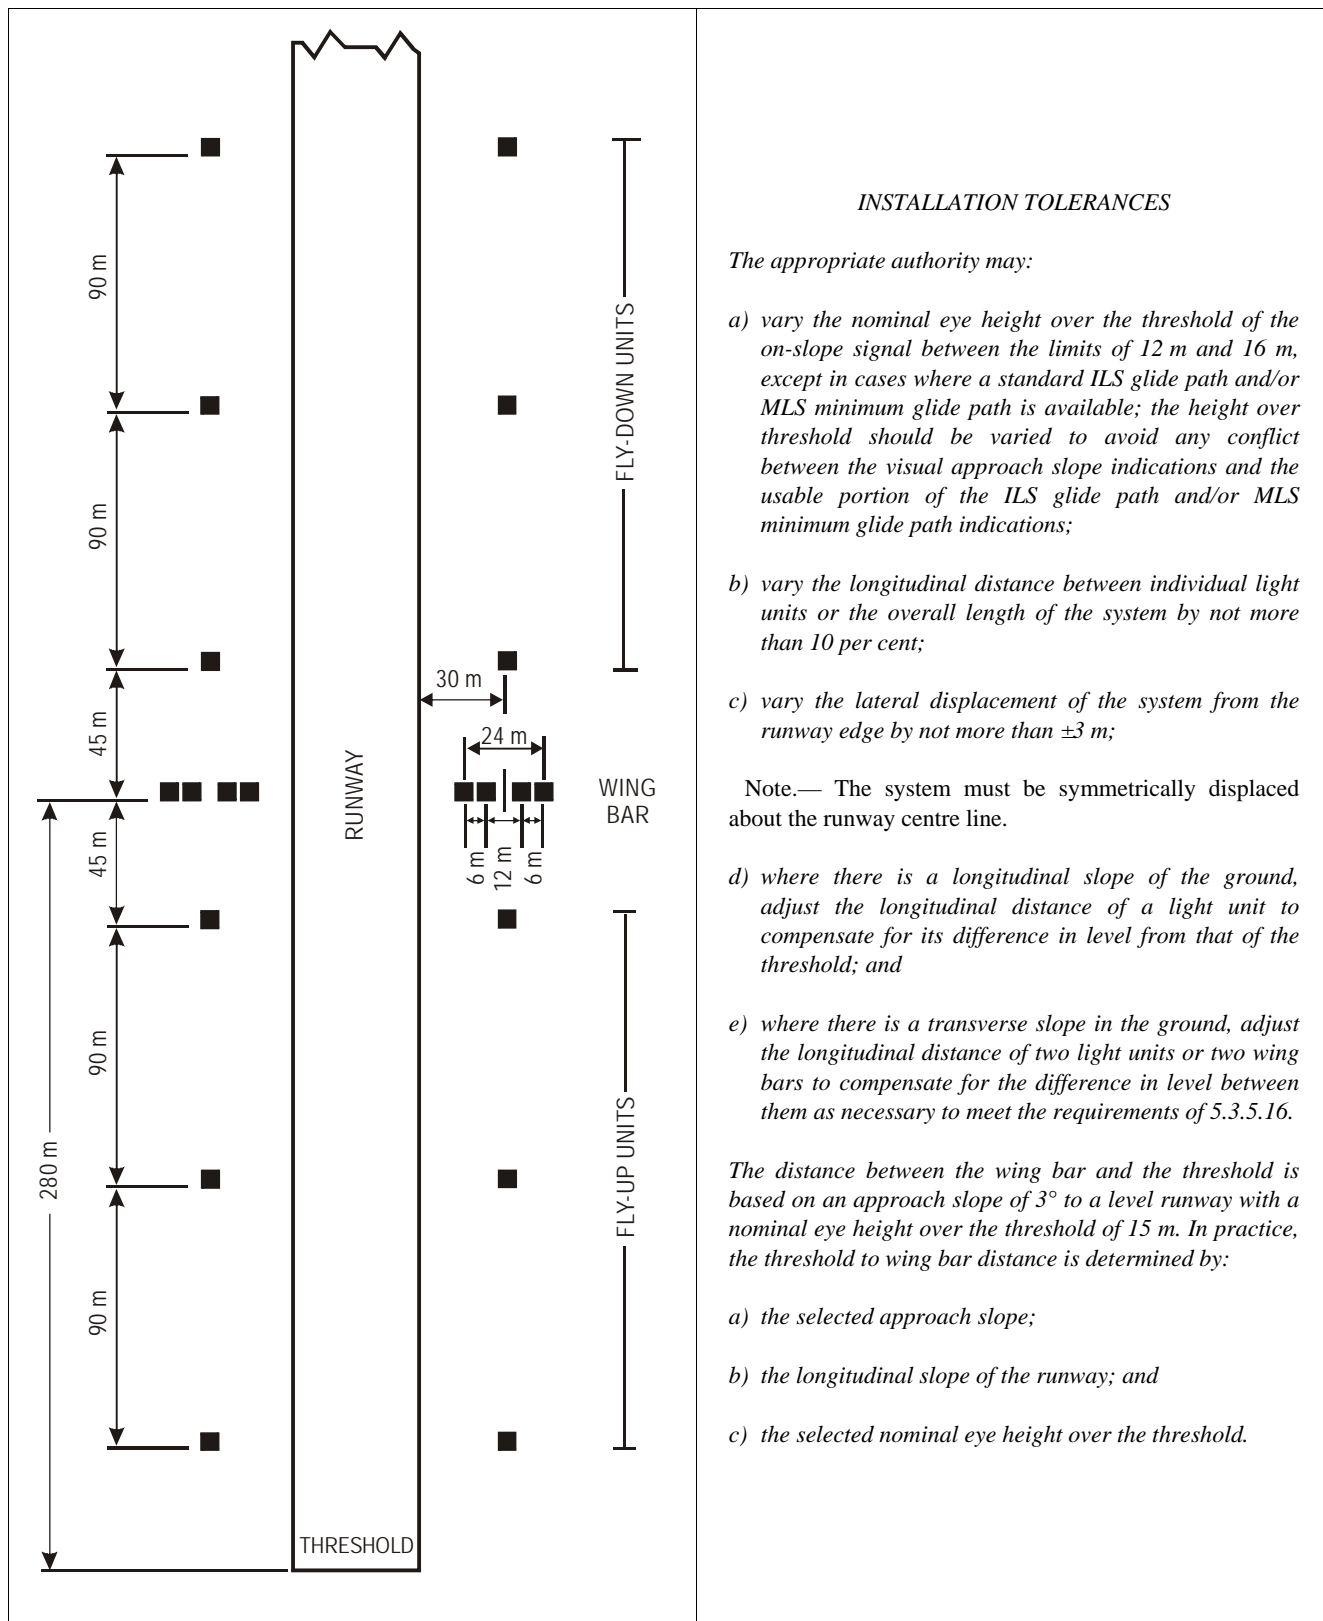 90 m
90 m
45 m
45 m
90 m
90 m
280 m
RUNWAY
THRESHOLD
30 m
24 m
6 m
12 m
6 m
FLY-DOWN UNITS
WING
BAR
FLY-UP UNITS
INSTALLATION TOLERANCES
The appropriate authority may:
a) vary the nominal eye height over the threshold of the
on-slope signal between the limits of 12 m and 16 m,
except in cases where a standard ILS glide path and/or
MLS minimum glide path is available; the height over
threshold should be varied to avoid any conflict
between the visual approach slope indications and the
usable portion of the ILS glide path and/or MLS
minimum glide path indications;
b) vary the longitudinal distance between individual light
units or the overall length of the system by not more
than 10 per cent;
c) vary the lateral displacement of the system from the
runway edge by not more than ±3 m;
Note.— The system must be symmetrically displaced
about the runway centre line.
d) where there is a longitudinal slope of the ground,
adjust the longitudinal distance of a light unit to
compensate for its difference in level from that of the
threshold; and
e) where there is a transverse slope in the ground, adjust
the longitudinal distance of two light units or two wing
bars to compensate for the difference in level between
them as necessary to meet the requirements of 5.3.5.16.
The distance between the wing bar and the threshold is
based on an approach slope of 3° to a level runway with a
nominal eye height over the threshold of 15 m. In practice,
the threshold to wing bar distance is determined by:
a) the selected approach slope;
b) the longitudinal slope of the runway; and
c) the selected nominal eye height over the threshold.